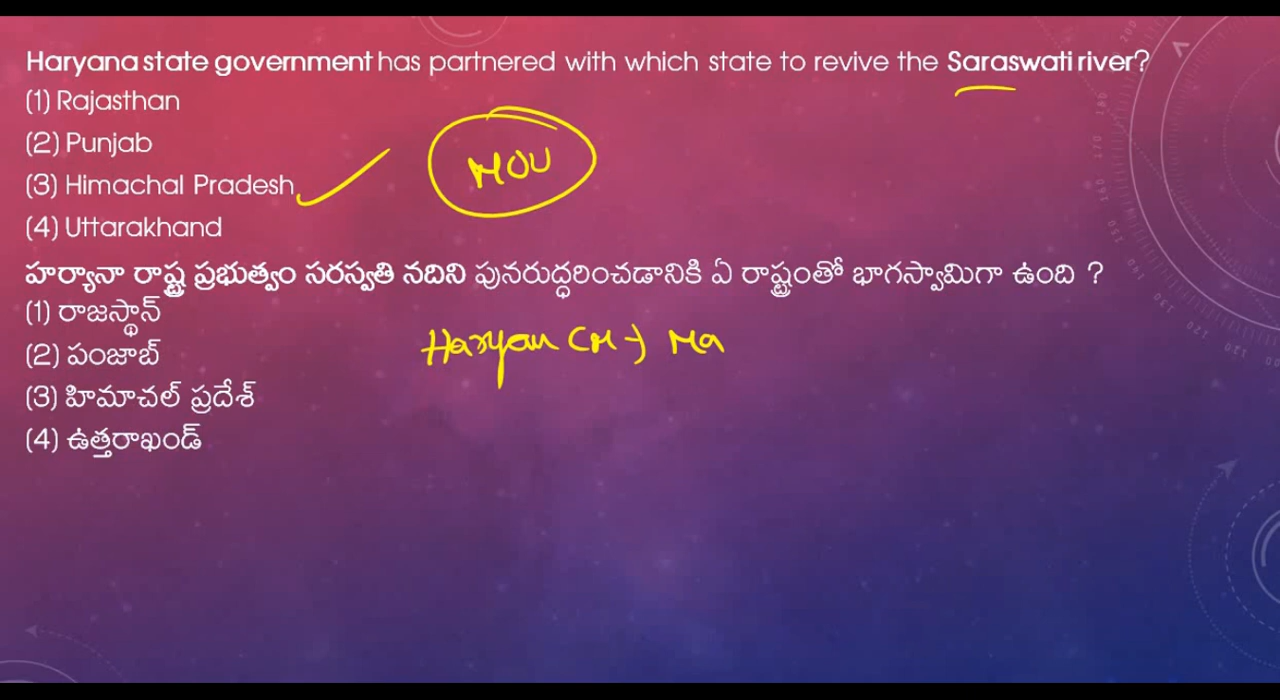 Haryana state government has partnered with which state to revive the Saraswati river?
(1) Rajasthan
(2) Punjab
(3) Himachal Pradesh
MOU
(4) Uttarakhand
హర్యానా రాష్ట్ర ప్రభుత్వం సరస్వతి నదిని పునరుద్ధరించడానికి ఏ రాష్ట్రంతో భాగస్వామిగా ఉంది ?
(1) రాజస్థాన్
(2) పంజాబ్
Haryan CM → Ma
(3) హిమాచల్ ప్రదేశ్
(4) ఉత్తరాఖండ్